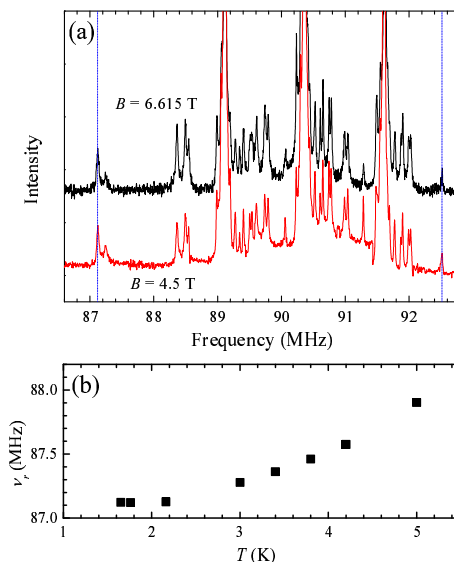 (a)
B = 6.615 T
Intensity
B = 4.5 T
87 88 89 90 91 92
Frequency (MHz)
(b)
88.0
87.5
87.0
νr (MHz)
1 2 3 4 5
T (K)